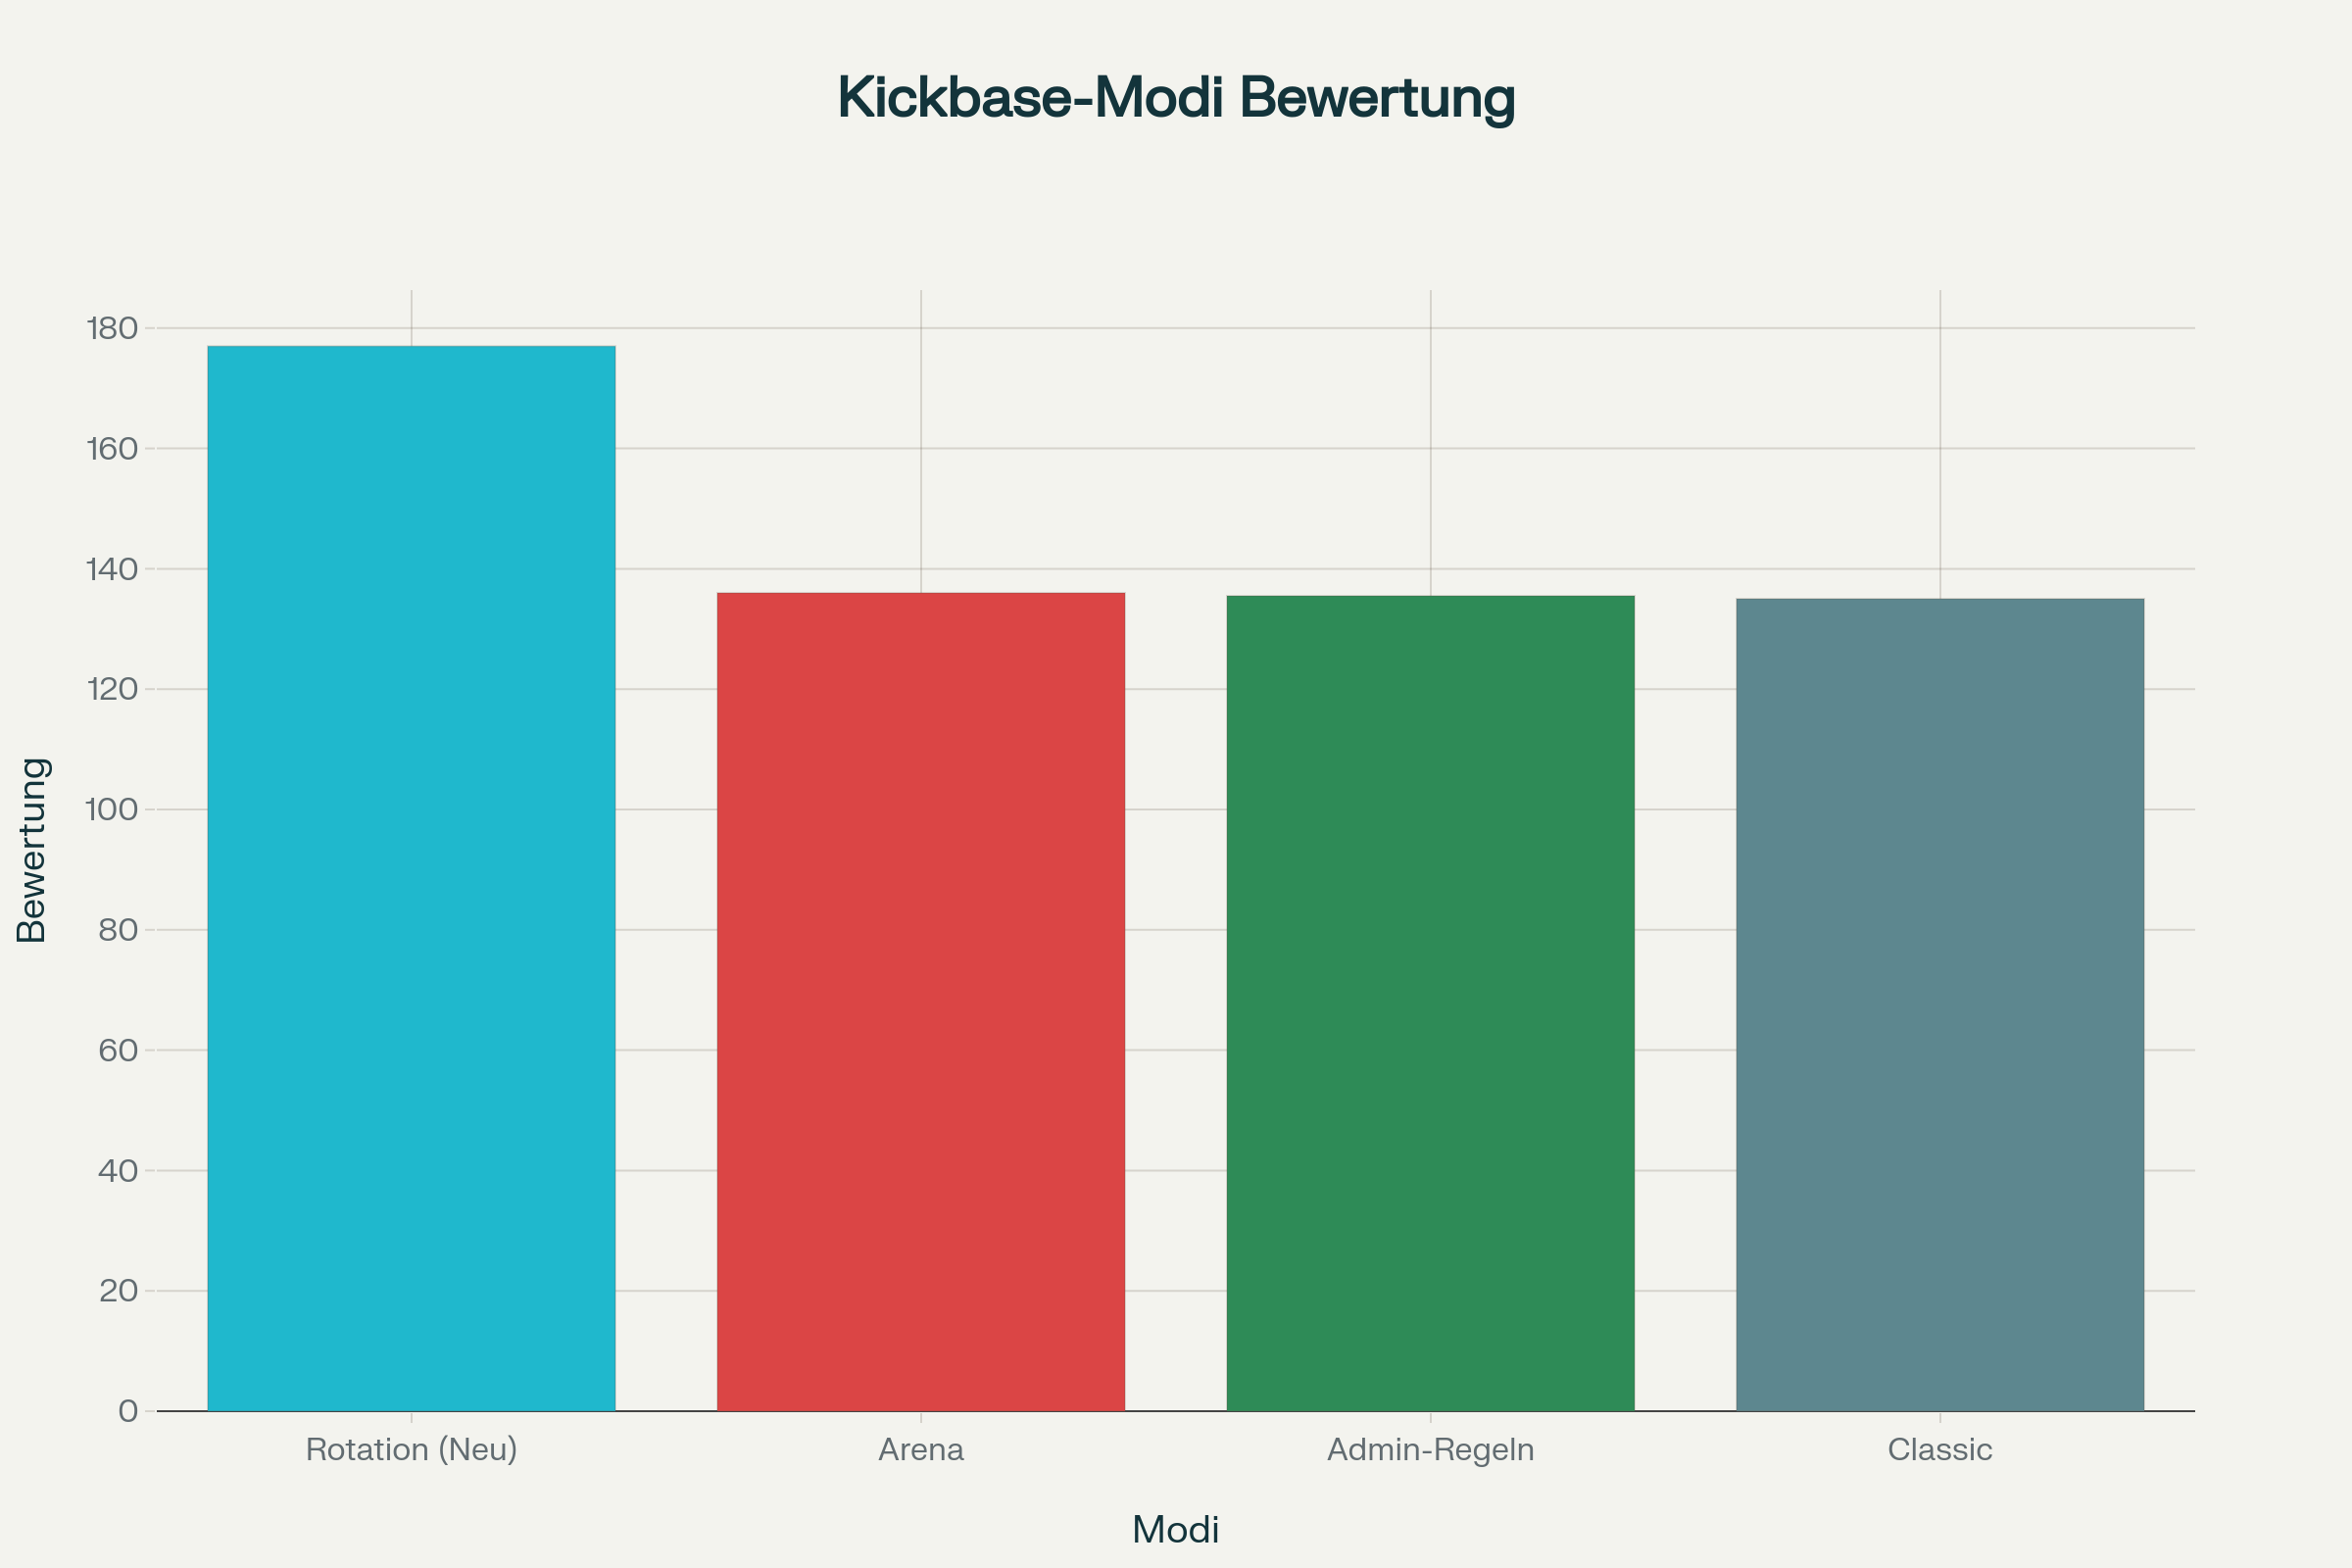 Kickbase-Modi Bewertung
180
160
140
120
100
80
60
40
20
0
Bewertung
Rotation (Neu)
Arena
Admin-Regeln
Classic
Modi